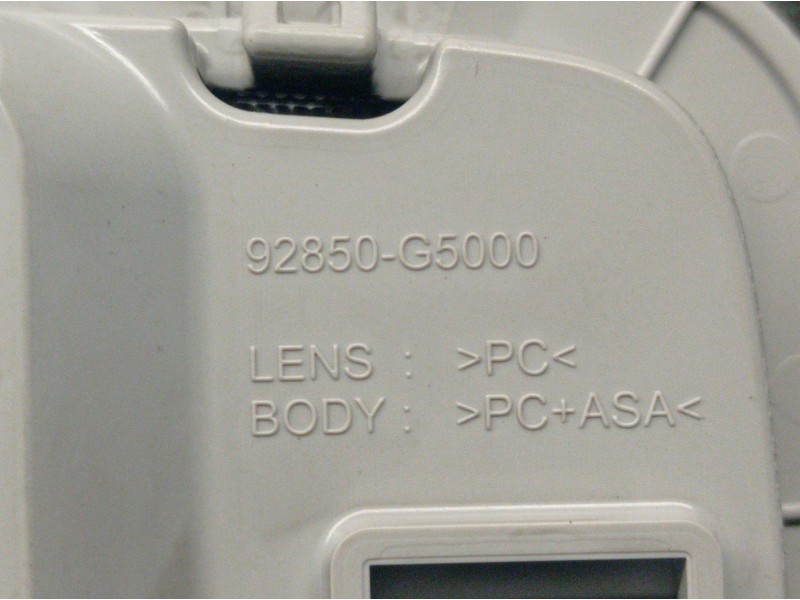 92850-G5000
LENS : >PC<
BODY : >PC+ASA<